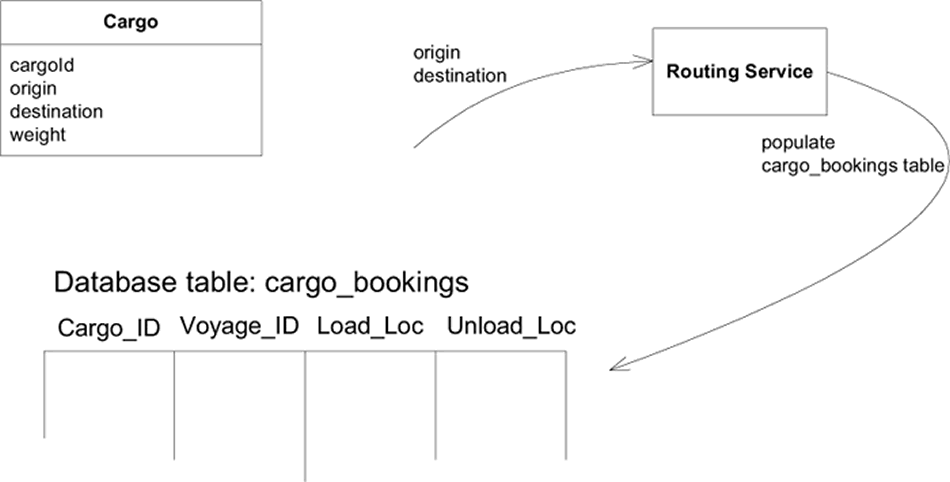 Cargo
cargoId
origin
destination
weight
origin
destination
Routing Service
populate
cargo_bookings table
Database table: cargo_bookings
Cargo_ID Voyage_ID Load_Loc Unload_Loc